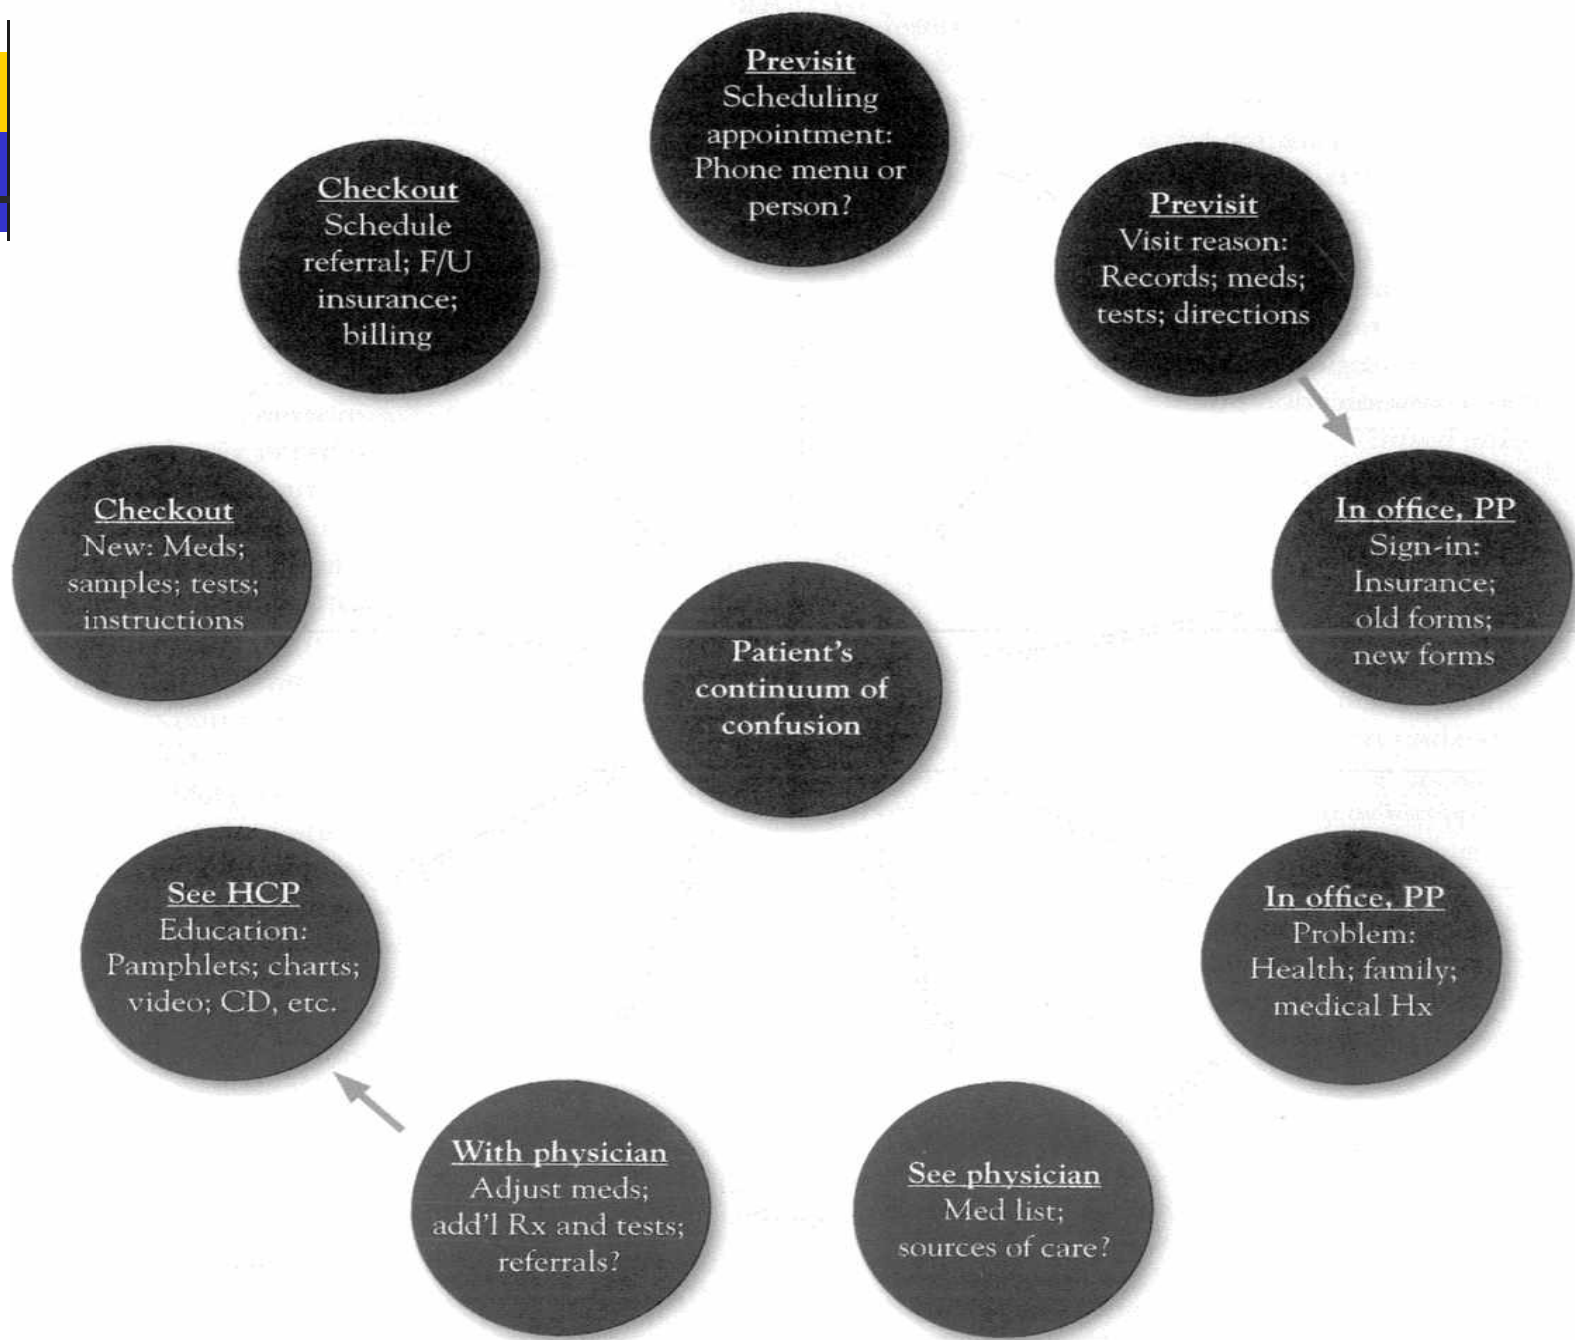 Previsit
Scheduling
appointment:
Phone menu or
person?
Previsit
Visit reason:
Records; meds;
tests; directions
In office, PP
Sign-in:
Insurance;
old forms;
new forms
In office, PP
Problem:
Health; family;
medical Hx
See physician
Med list;
sources of care?
With physician
Adjust meds;
add'l Rx and tests;
referrals?
See HCP
Education:
Pamphlets; charts;
video; CD, etc.
Checkout
New: Meds;
samples; tests;
instructions
Checkout
Schedule
referral; F/U
insurance;
billing
Patient's
continuum of
confusion